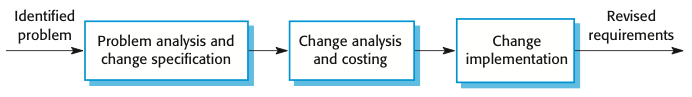 Identified
problem
Problem analysis and
change specification
Change analysis
and costing
Change
implementation
Revised
requirements